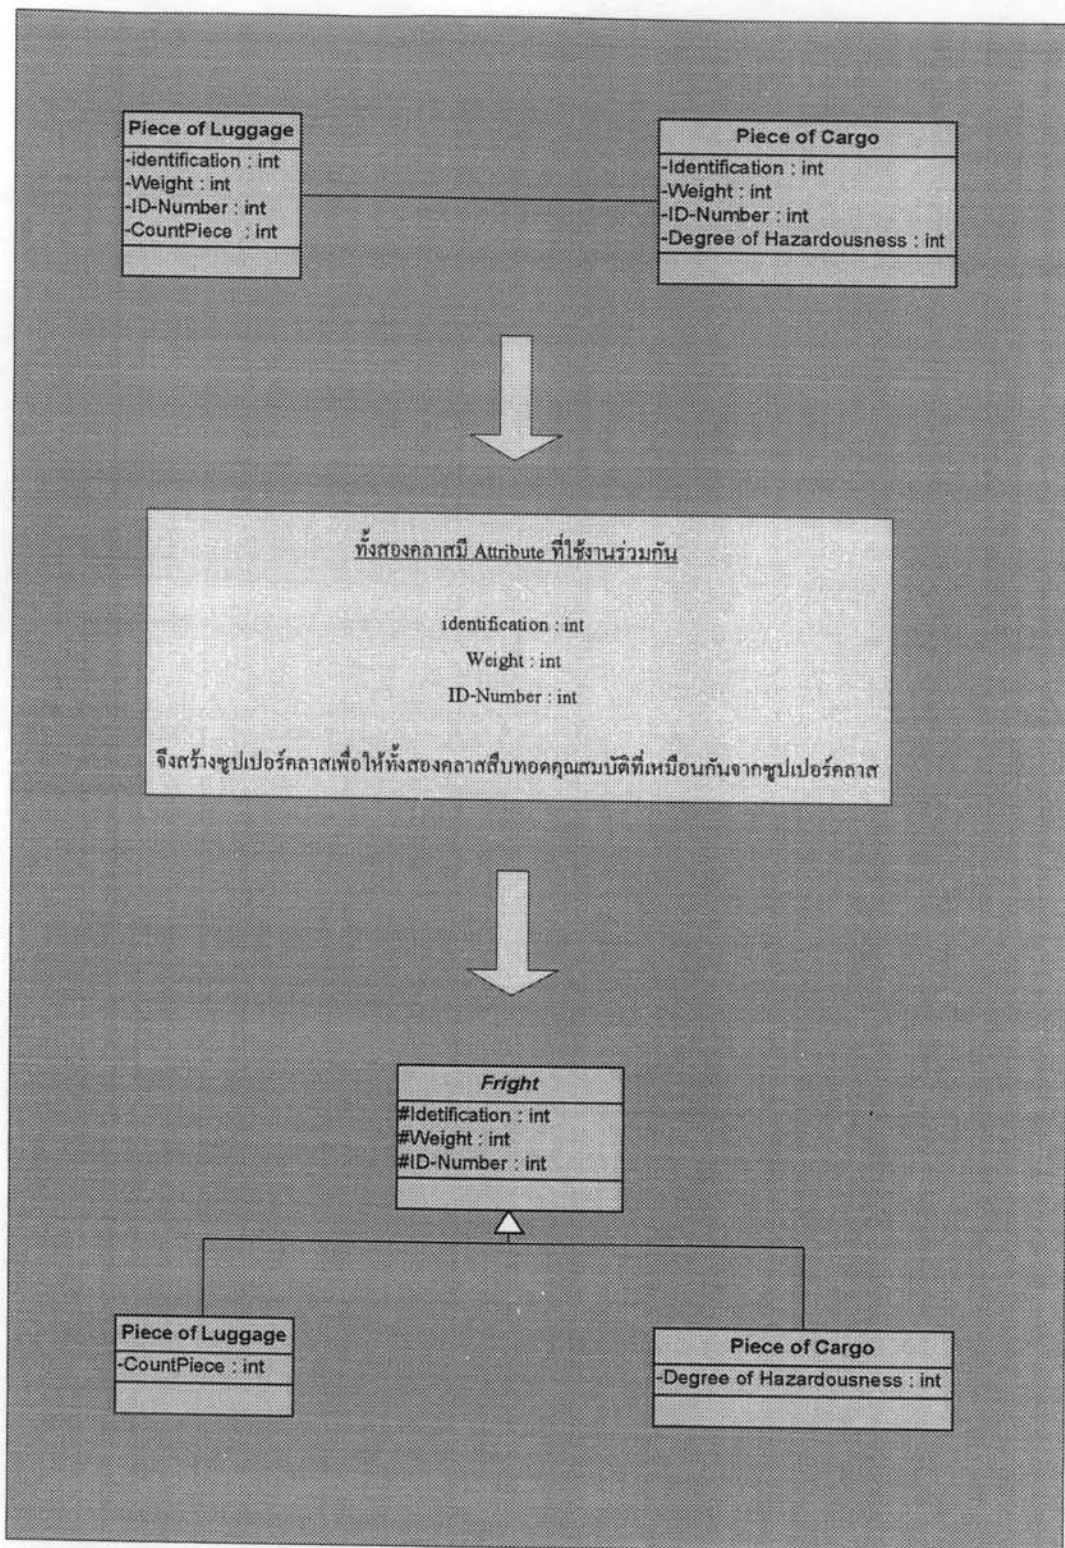 Piece of Luggage
-identification : int
-Weight : int
-ID-Number : int
-CountPiece : int
Piece of Cargo
-Identification : int
-Weight : int
-ID-Number : int
-Degree of Hazardousness : int
ทั้งสองคลาสมี Attribute ที่ใช้งานร่วมกัน
identification : int
Weight : int
ID-Number : int
จึงสร้างซุปเปอร์คลาสเพื่อให้ทั้งสองคลาสสืบทอดคุณสมบัติที่เหมือนกันจากซุปเปอร์คลาส
Fright
#Idetification : int
#Weight : int
#ID-Number : int
Piece of Luggage
-CountPiece : int
Piece of Cargo
-Degree of Hazardousness : int